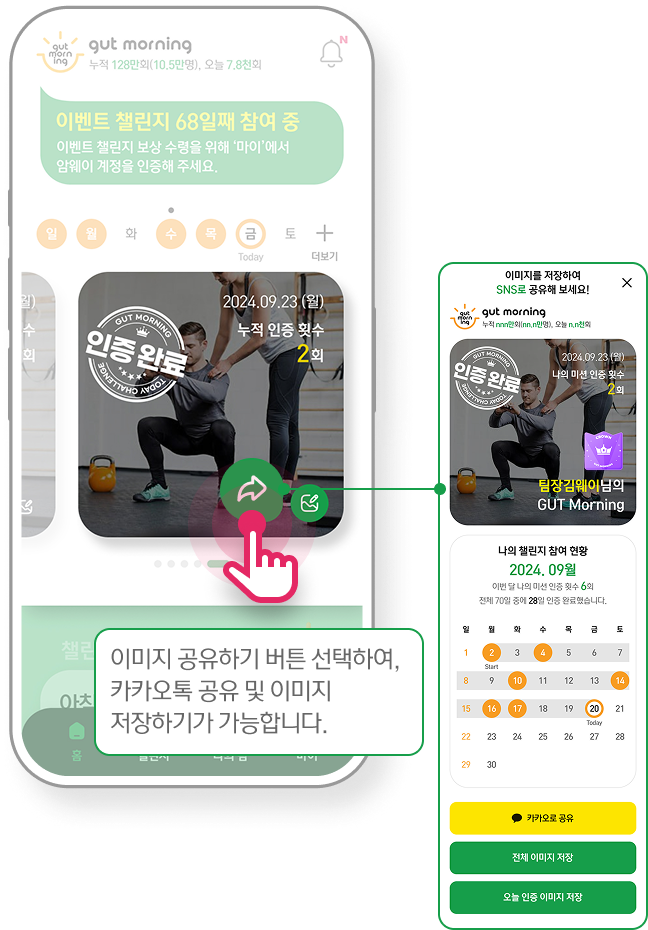 gut morning
gut morning
누적 128만회(10.5만명), 오늘 7.8천회
N
이벤트 챌린지 68일째 참여 중
이벤트 챌린지 보상 수령을 위해 '마이'에서
암웨이 계정을 인증해 주세요.
일 월 화 수 목 금 토
Today 더보기
월)
수
회
2024.09.23 (월)
누적 인증 횟수
2회
GUT MORNING
인증 완료
TODAY CHALLENGE
챌린
아침
이미지 공유하기 버튼 선택하여,
카카오톡 공유 및 이미지
저장하기가 가능합니다.
홈
이미지를 저장하여
SNS로 공유해 보세요!
gut morning
gut morning
누적 nnn만회(nn.n만명), 오늘 n.n천회
2024.09.23 (월)
나의 미션 인증 횟수
2회
GUT MORNING
인증 완료
TODAY CHALLENGE
CROWN
팀장김웨이님의
GUT Morning
나의 챌린지 참여 현황
2024. 09월
이번 달 나의 미션 인증 횟수 6회
전체 70일 중에 28일 인증 완료했습니다.
일 월 화 수 목 금 토
1 2 3 4 5 6 7
Start
8 9 10 11 12 13 14
15 16 17 18 19 20 21
Today
22 23 24 25 26 27 28
29 30
카카오로 공유
전체 이미지 저장
오늘 인증 이미지 저장